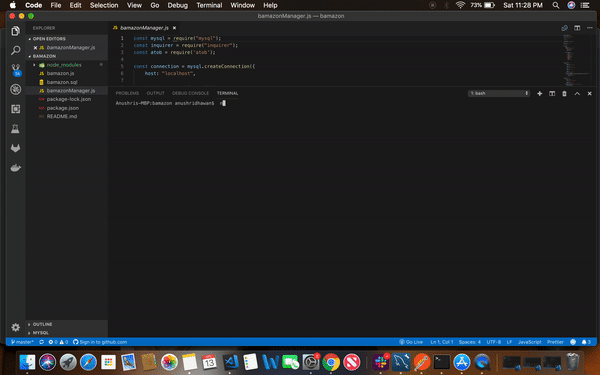 Code File Edit Selection View Go Debug Terminal Window Help 73% Sat 11:28 PM
bamazonManager.js — bamazon
EXPLORER
OPEN EDITORS
bamazonManager.js
BAMAZON
node_modules
bamazon.js
bamazon.sql
bamazonManager.js
package-lock.json
package.json
README.md
OUTLINE
MYSQL
bamazonManager.js
1 const mysql = require("mysql");
2 const inquirer = require("inquirer");
3 const atob = require('atob');
4
5 const connection = mysql.createConnection({
6 host: "localhost",
PROBLEMS OUTPUT DEBUG CONSOLE TERMINAL 1: bash
Anushris-MBP:bamazon anushridhawan$ n
master* 0 0 Sign in to github.com Go Live Ln 1, Col 1 Spaces: 4 UTF-8 LF JavaScript Prettier 3
13